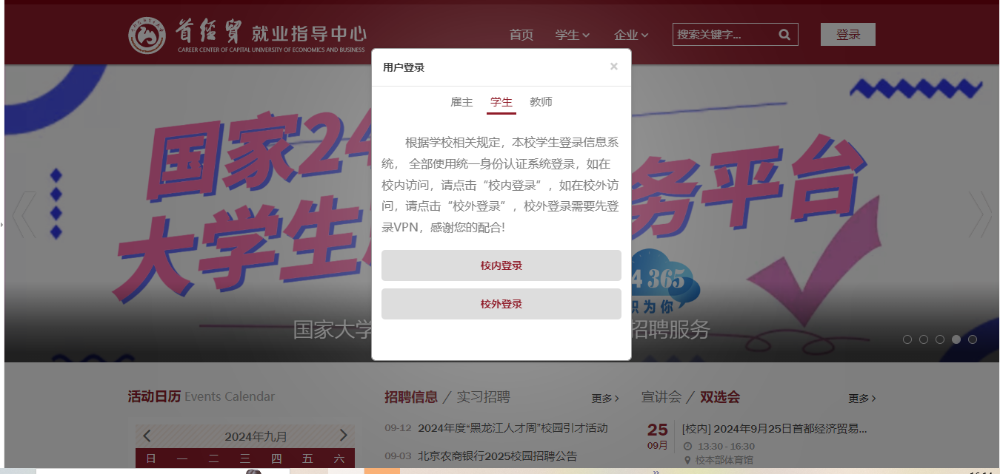 首经贸 就业指导中心
CAREER CENTER OF CAPITAL UNIVERSITY OF ECONOMICS AND BUSINESS
首页 学生 企业 搜索关键字... 登录
用户登录 ×
雇主 学生 教师
根据学校相关规定，本校学生登录信息系
统， 全部使用统一身份认证系统登录，如在
校内访问，请点击“校内登录”，如在校外访
问，请点击“校外登录”，校外登录需要先登
录VPN，感谢您的配合!
校内登录
校外登录
国家24 务平台
大学生
4 365
职为你
国家大学 招聘服务
活动日历 Events Calendar
2024年九月
日 一 二 三 四 五 六
招聘信息 / 实习招聘 更多
09-12 2024年度“黑龙江人才周”校园引才活动
09-03 北京农商银行2025校园招聘公告
宣讲会 / 双选会 更多
25 [校内] 2024年9月25日首都经济贸易...
09月 13:30 - 16:30
校本部体育馆